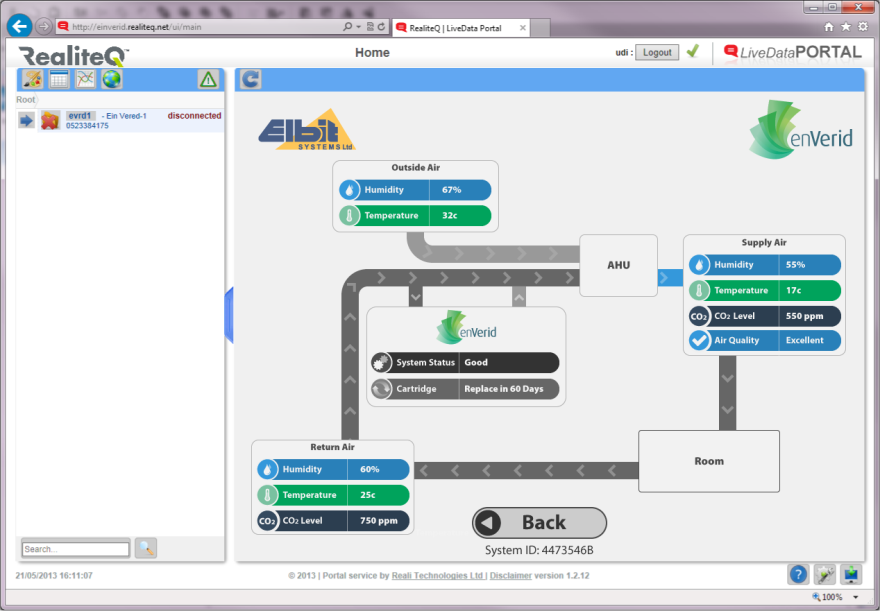 http://einverid.realiteq.net/ui/main
RealiteQ | LiveData Portal
RealiteQ™
Home
udi : Logout
LiveDataPORTAL
Root
evrd1 - Ein Vered-1 disconnected
0523384175
Elbit
SYSTEMS Ltd
enVerid
Outside Air
Humidity 67%
Temperature 32c
AHU
Supply Air
Humidity 55%
Temperature 17c
CO₂ CO₂ Level 550 ppm
Air Quality Excellent
enVerid
System Status Good
Cartridge Replace in 60 Days
Return Air
Humidity 60%
Temperature 25c
CO₂ CO₂ Level 750 ppm
Room
Back
System ID: 4473546B
Search...
21/05/2013 16:11:07
© 2013 | Portal service by Reali Technologies Ltd | Disclaimer version 1.2.12
?
100%